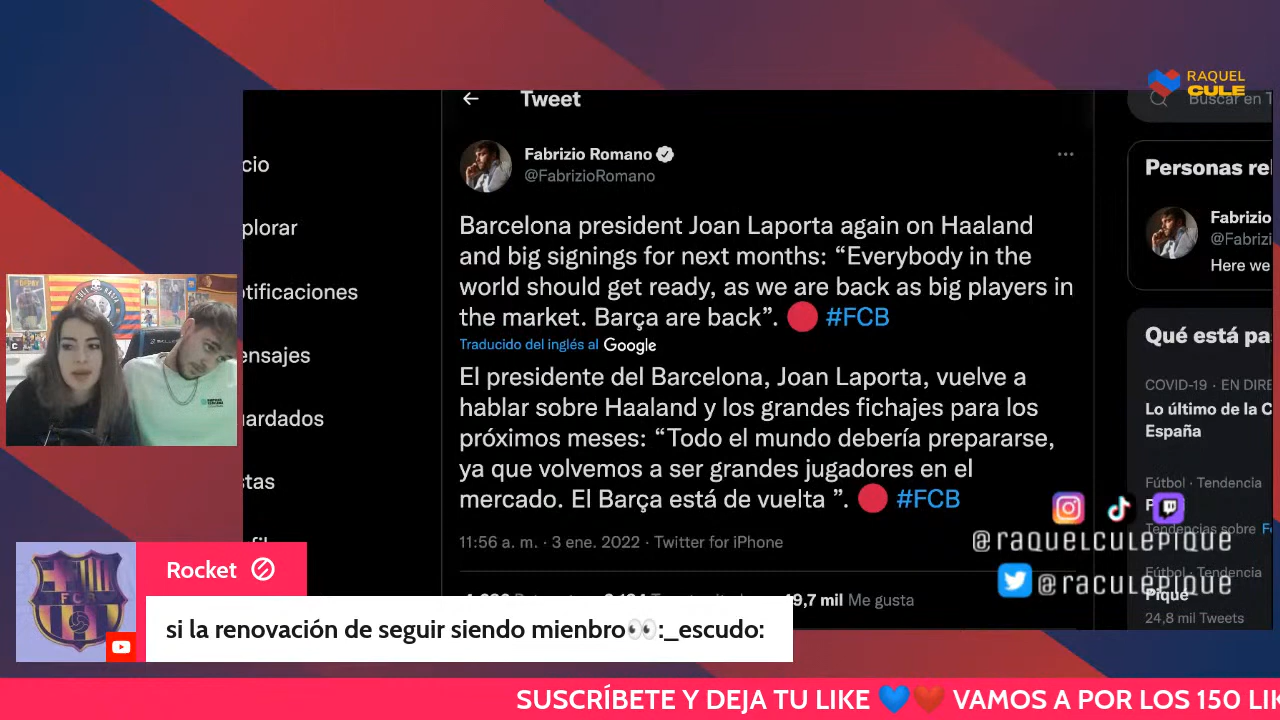 RAQUEL
CULE
Tweet
Buscar en T
cio
plorar
otificaciones
ensajes
uardados
stas
Fabrizio Romano
@FabrizioRomano
Barcelona president Joan Laporta again on Haaland
and big signings for next months: “Everybody in the
world should get ready, as we are back as big players in
the market. Barça are back”. 🔴 #FCB
Traducido del inglés al Google
El presidente del Barcelona, Joan Laporta, vuelve a
hablar sobre Haaland y los grandes fichajes para los
próximos meses: “Todo el mundo debería prepararse,
ya que volvemos a ser grandes jugadores en el
mercado. El Barça está de vuelta ”. 🔴 #FCB
11:56 a. m. · 3 ene. 2022 · Twitter for iPhone
9,7 mil Me gusta
Personas rel
Fabrizio
@Fabrizi
Here we
Qué está pa
COVID-19 · EN DIRE
Lo último de la C
España
Fútbol · Tendencia
Tendencias sobre
Fútbol · Tendencia
Pique
24,8 mil Tweets
@raquelculepique
@raculepique
Rocket
FCB
si la renovación de seguir siendo mienbro👀:_escudo:
SUSCRÍBETE Y DEJA TU LIKE 💙❤️ VAMOS A POR LOS 150 LIK